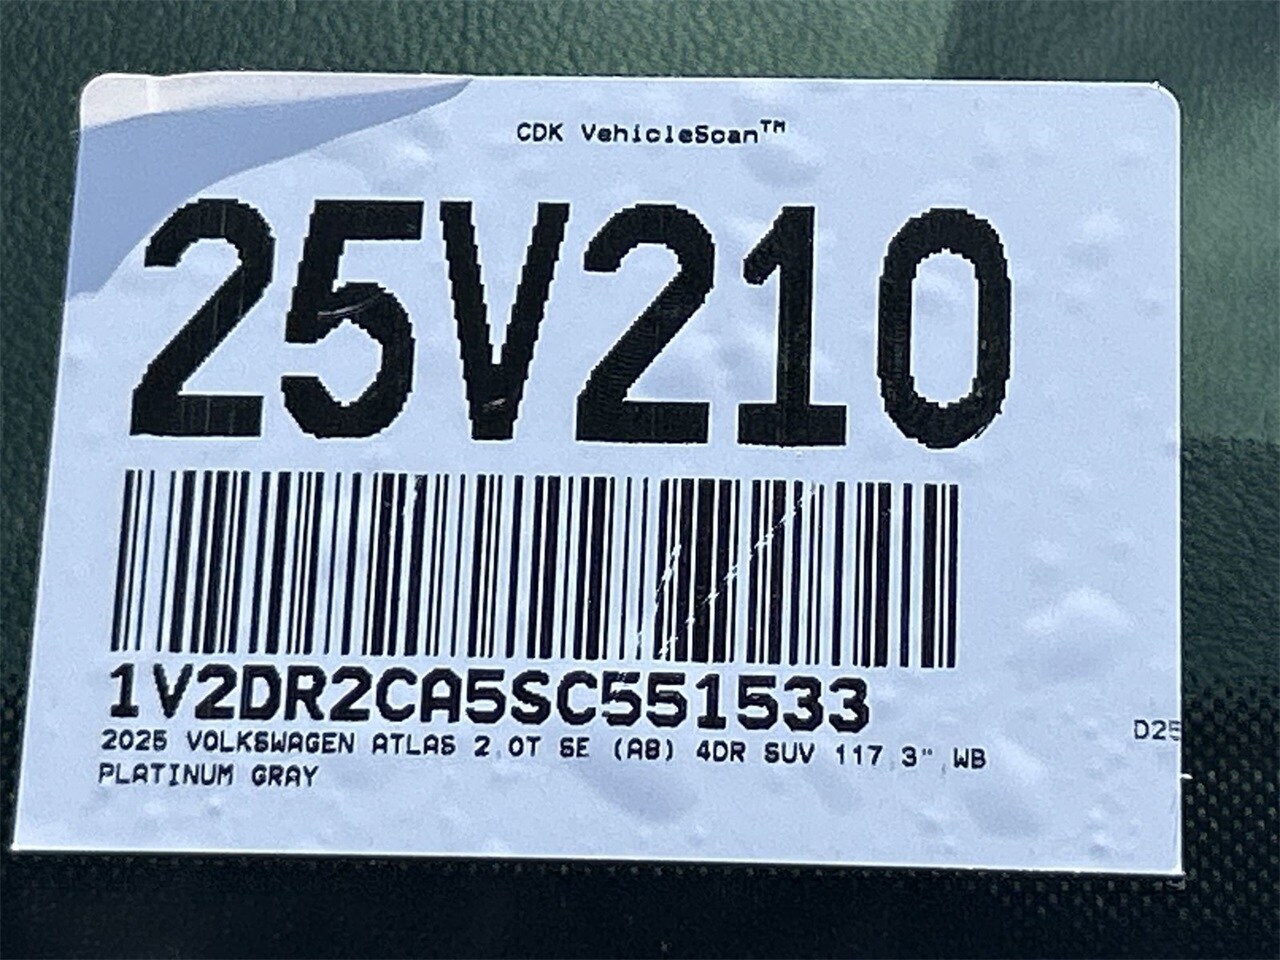 CDK VehicleScan™
25V210
1V2DR2CA5SC551533
2025 VOLKSWAGEN ATLAS 2.0T SE (A8) 4DR SUV 117.3" WB
PLATINUM GRAY
D25